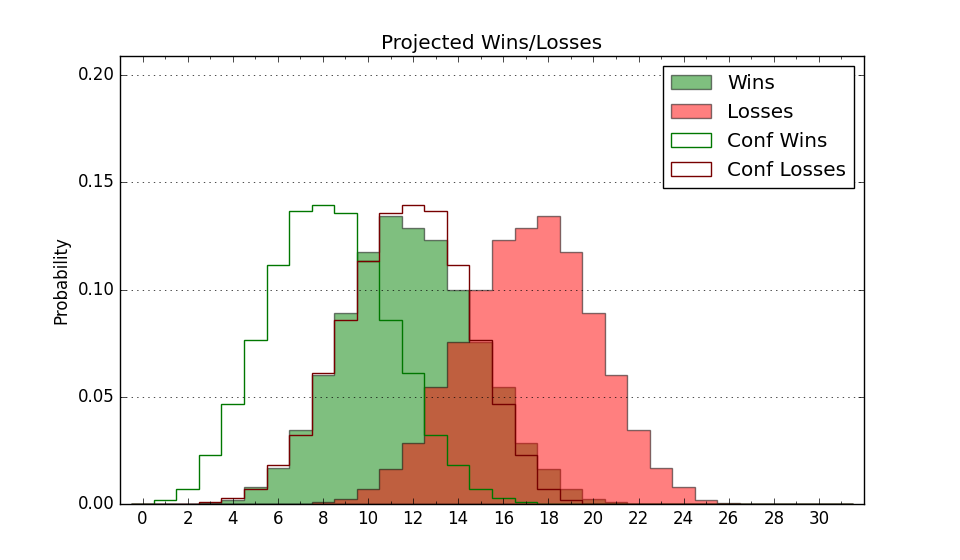 Projected Wins/Losses
0.20
0.15
0.10
0.05
0.00
Probability
Wins
Losses
Conf Wins
Conf Losses
0 2 4 6 8 10 12 14 16 18 20 22 24 26 28 30